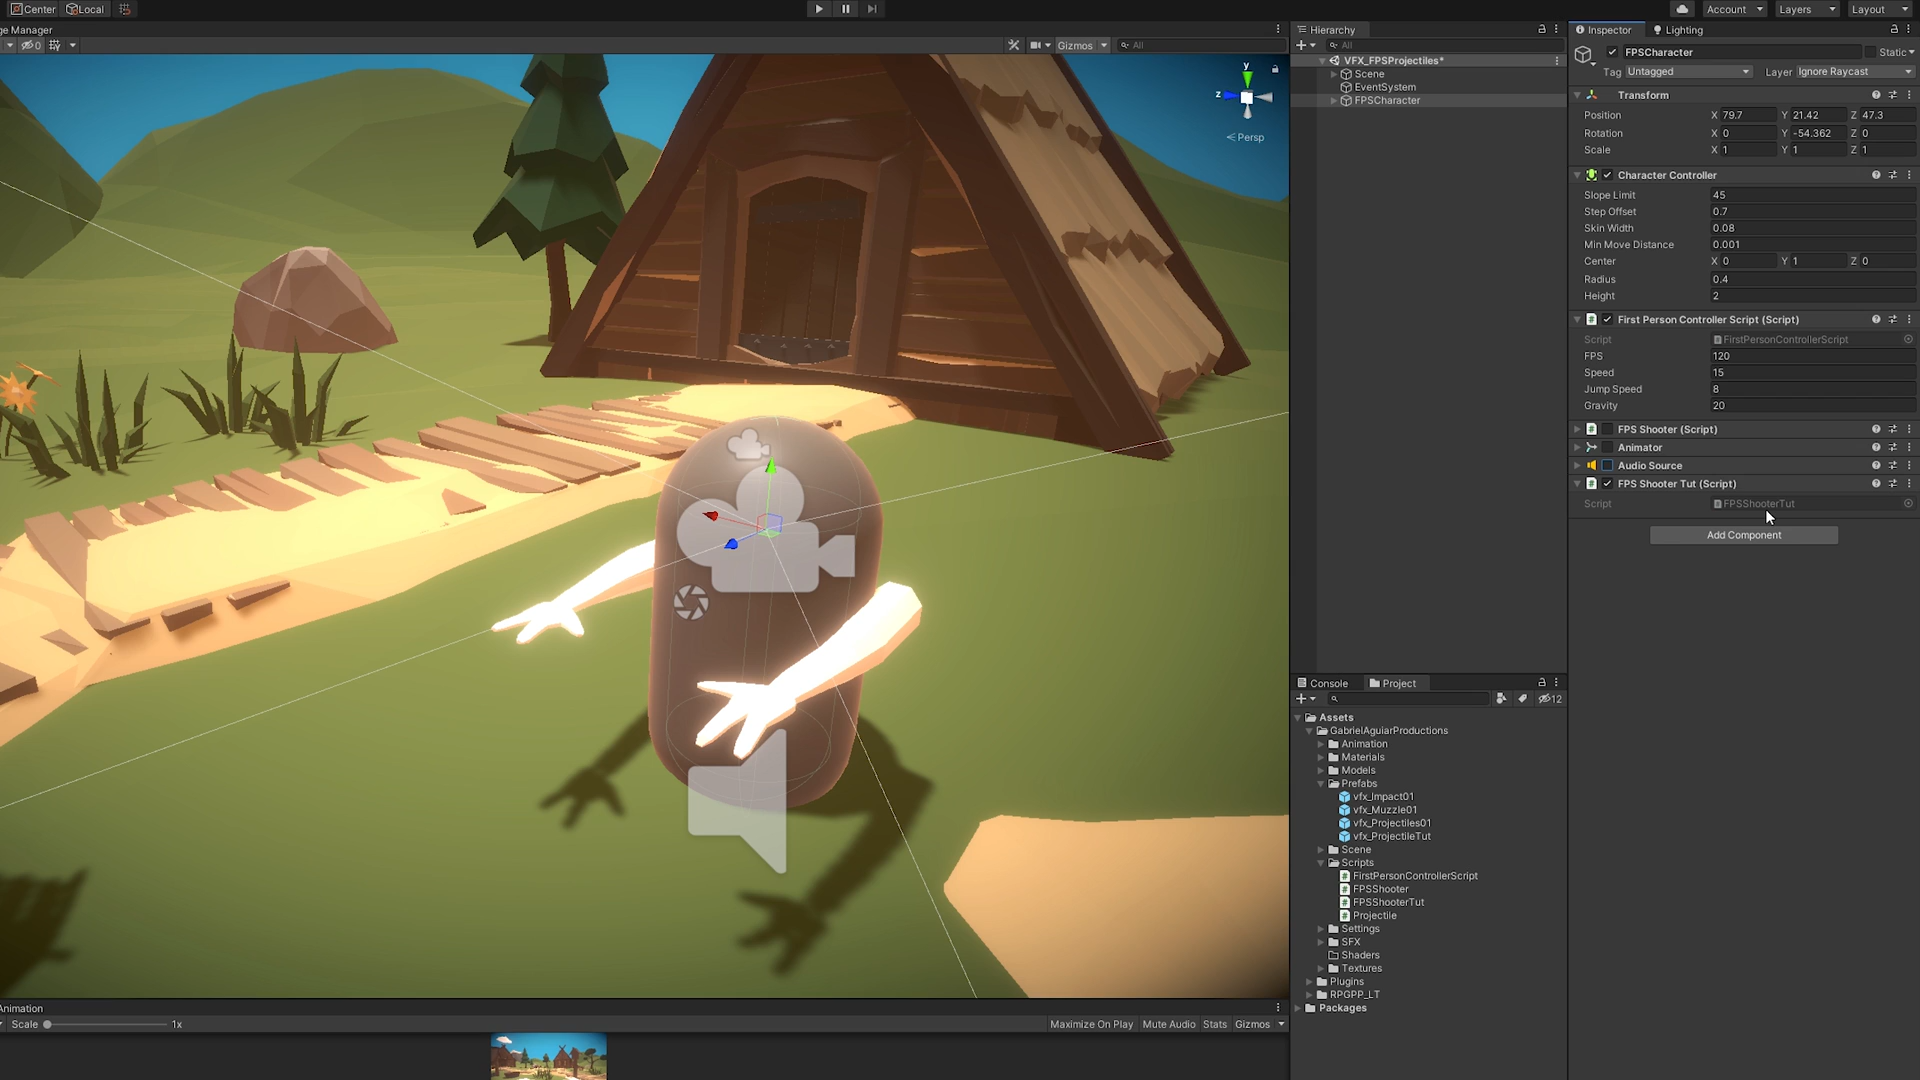 Center Local
Account Layers Layout
ge Manager
0
Gizmos All
y
z
Persp
Hierarchy
All
VFX_FPSProjectiles*
Scene
EventSystem
FPSCharacter
Inspector Lighting
FPSCharacter Static
Tag Untagged Layer Ignore Raycast
Transform
Position X 79.7 Y 21.42 Z 47.3
Rotation X 0 Y -54.362 Z 0
Scale X 1 Y 1 Z 1
Character Controller
Slope Limit 45
Step Offset 0.7
Skin Width 0.08
Min Move Distance 0.001
Center X 0 Y 1 Z 0
Radius 0.4
Height 2
First Person Controller Script (Script)
Script FirstPersonControllerScript
FPS 120
Speed 15
Jump Speed 8
Gravity 20
FPS Shooter (Script)
Animator
Audio Source
FPS Shooter Tut (Script)
Script FPSShooterTut
Add Component
Console Project
12
Assets
GabrielAguiarProductions
Animation
Materials
Models
Prefabs
vfx_Impact01
vfx_Muzzle01
vfx_Projectiles01
vfx_ProjectileTut
Scene
Scripts
FirstPersonControllerScript
FPSShooter
FPSShooterTut
Projectile
Settings
SFX
Shaders
Textures
Plugins
RPGPP_LT
Packages
Animation
Scale 1x Maximize On Play Mute Audio Stats Gizmos